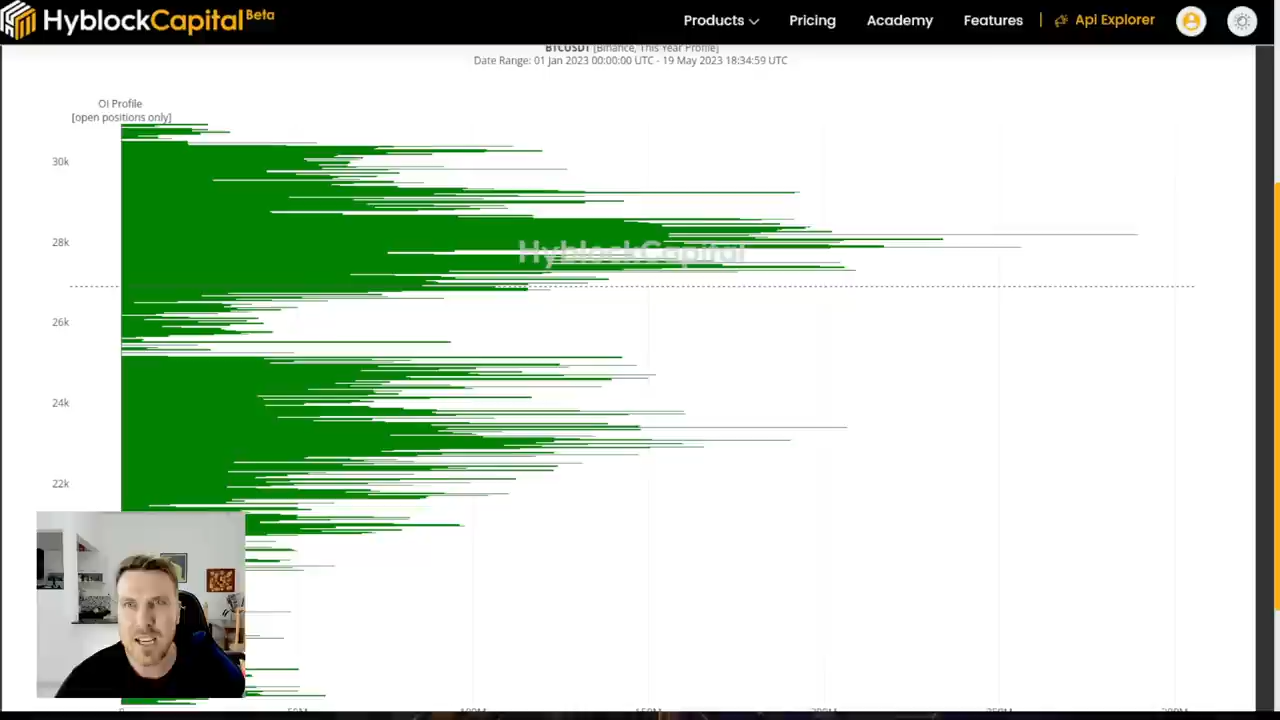 HyblockCapital Beta
Products
Pricing
Academy
Features
Api Explorer
BTCUSDT [Binance, This Year Profile]
Date Range: 01 Jan 2023 00:00:00 UTC - 19 May 2023 18:34:59 UTC
OI Profile
[open positions only]
30k
28k
HyblockCapital
26k
24k
22k